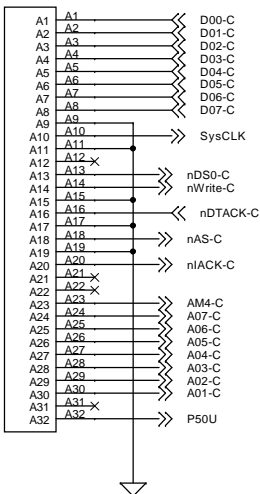 A1 A1 D00-C
A2 A2 D01-C
A3 A3 D02-C
A4 A4 D03-C
A5 A5 D04-C
A6 A6 D05-C
A7 A7 D06-C
A8 A8 D07-C
A9 A9
A10 A10 SysCLK
A11 A11
A12 A12
A13 A13 nDS0-C
A14 A14 nWrite-C
A15 A15
A16 A16 nDTACK-C
A17 A17
A18 A18 nAS-C
A19 A19
A20 A20 nIACK-C
A21 A21
A22 A22
A23 A23 AM4-C
A24 A24 A07-C
A25 A25 A06-C
A26 A26 A05-C
A27 A27 A04-C
A28 A28 A03-C
A29 A29 A02-C
A30 A30 A01-C
A31 A31
A32 A32 P50U